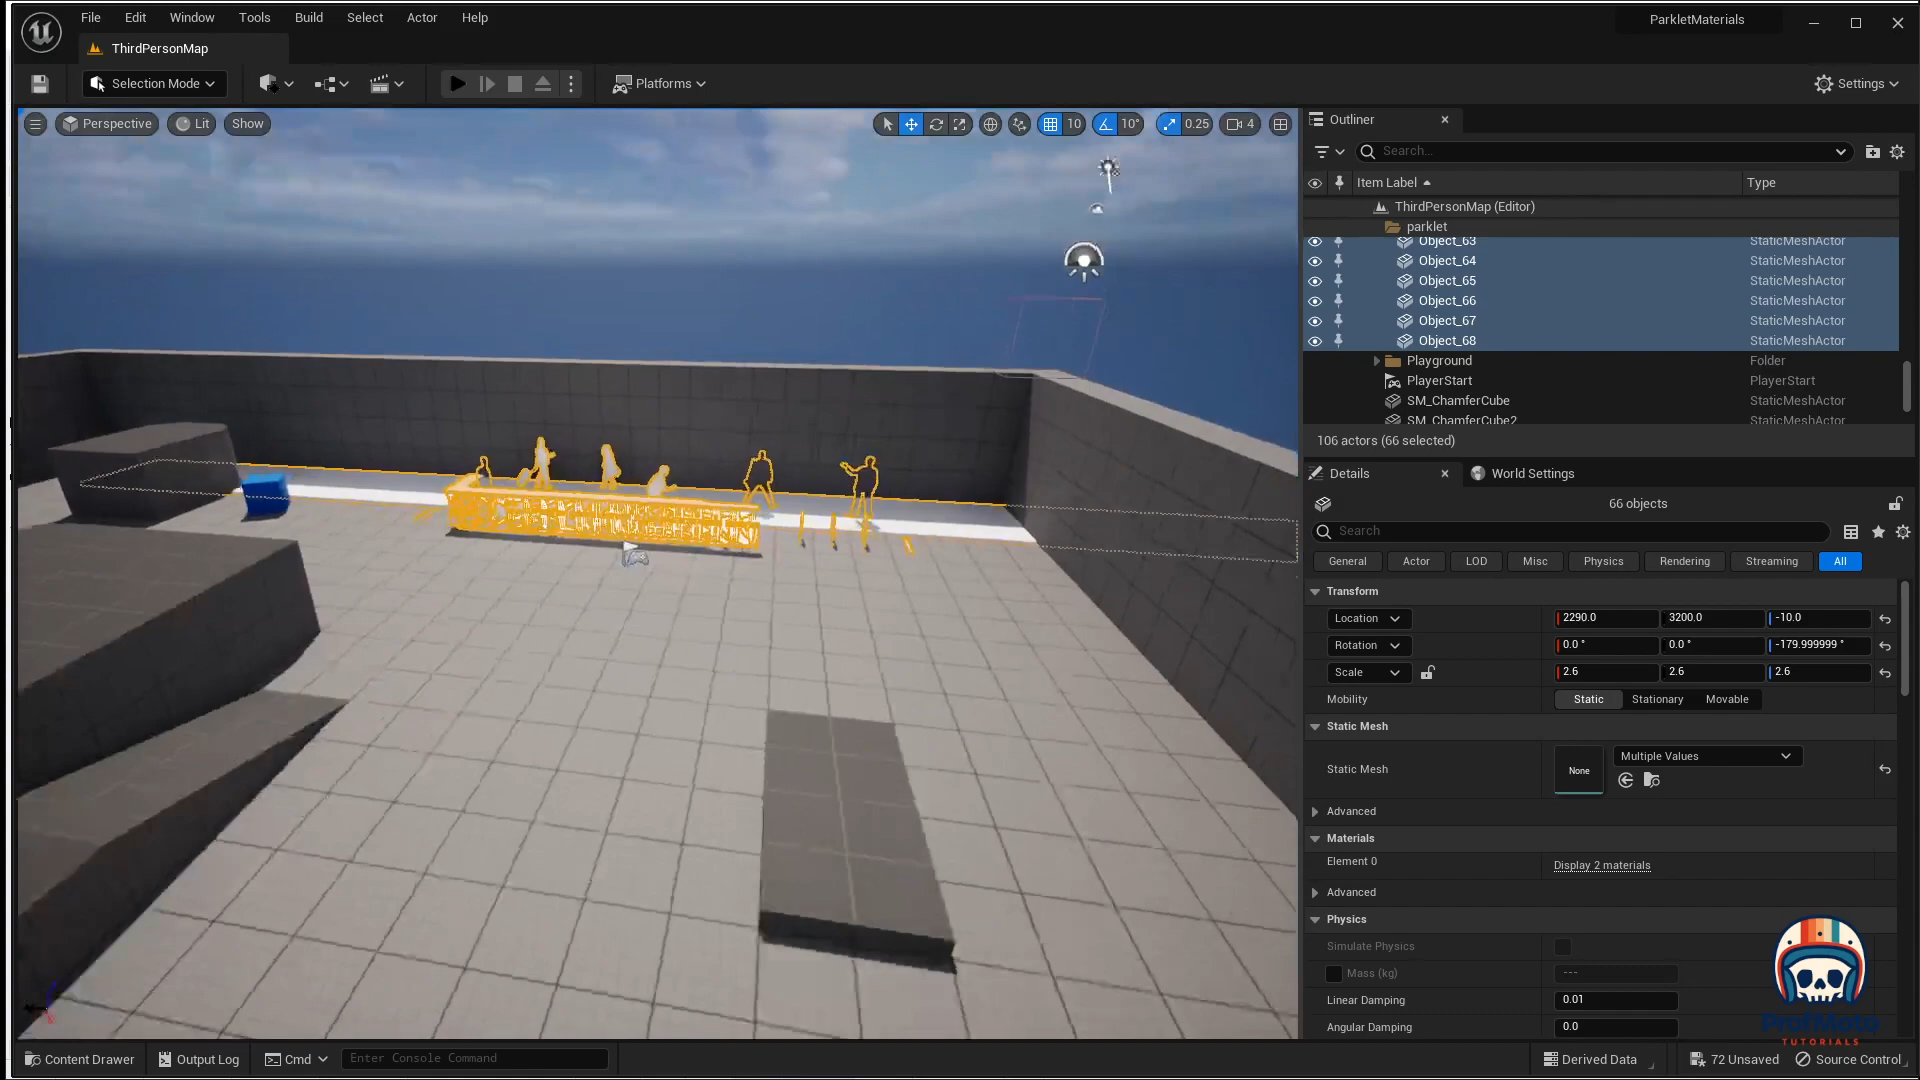 File Edit Window Tools Build Select Actor Help
ParkletMaterials
ThirdPersonMap
Selection Mode
Platforms
Settings
Perspective Lit Show
10 10° 0.25 4
Outliner
Search...
Item Label Type
ThirdPersonMap (Editor)
parklet
Object_63 StaticMeshActor
Object_64 StaticMeshActor
Object_65 StaticMeshActor
Object_66 StaticMeshActor
Object_67 StaticMeshActor
Object_68 StaticMeshActor
Playground Folder
PlayerStart PlayerStart
SM_ChamferCube StaticMeshActor
SM_ChamferCube2 StaticMeshActor
106 actors (66 selected)
Details World Settings
66 objects
Search
General Actor LOD Misc Physics Rendering Streaming All
Transform
Location 2290.0 3200.0 -10.0
Rotation 0.0 ° 0.0 ° -179.999999 °
Scale 2.6 2.6 2.6
Mobility Static Stationary Movable
Static Mesh
Static Mesh None Multiple Values
Advanced
Materials
Element 0 Display 2 materials
Advanced
Physics
Simulate Physics
Mass (kg) ---
Linear Damping 0.01
Angular Damping 0.0
ProfMoto
TUTORIALS
Content Drawer Output Log Cmd Enter Console Command
Derived Data 72 Unsaved Source Control